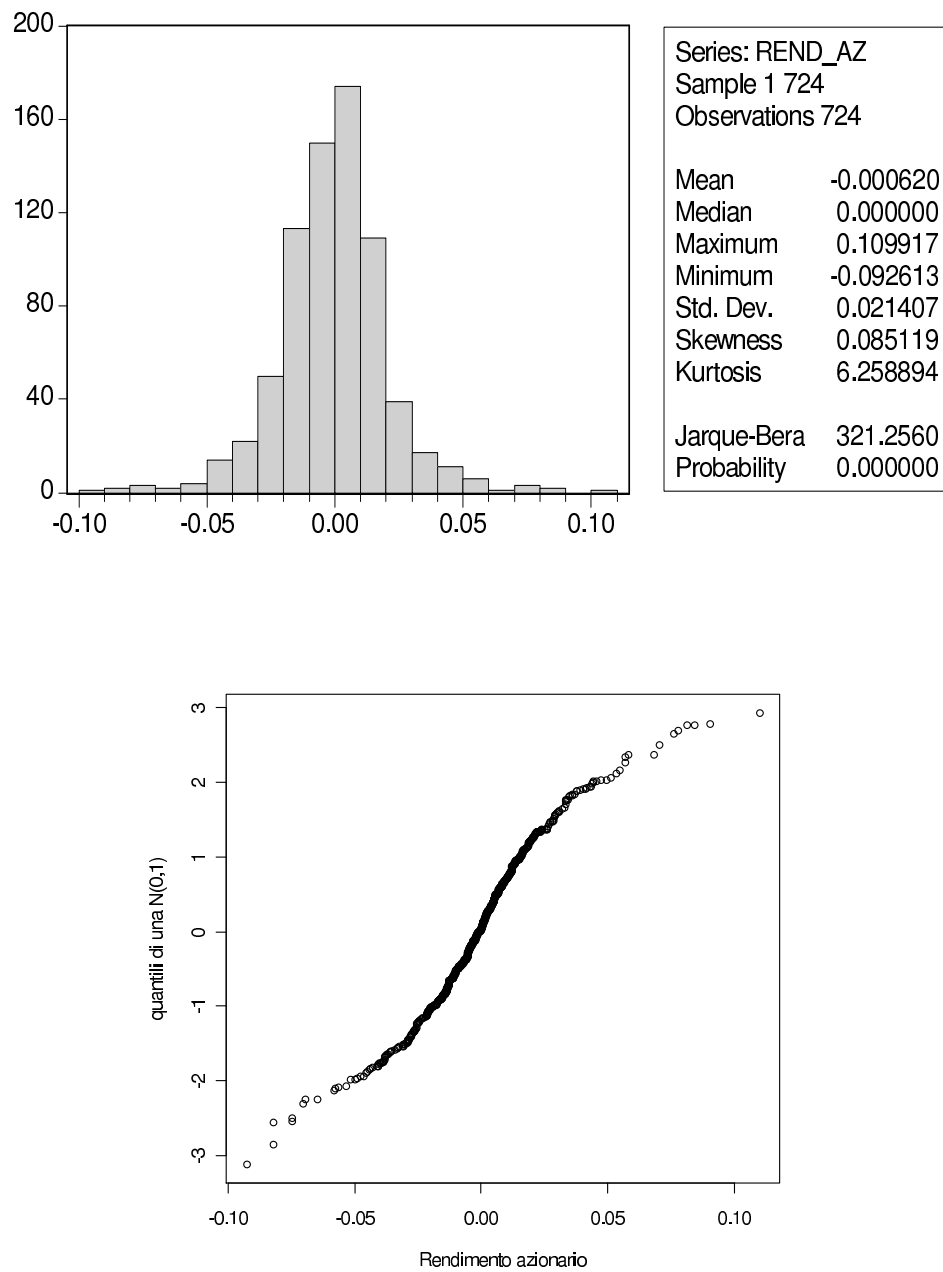 200
160
120
80
40
0
-0.10 -0.05 0.00 0.05 0.10
Series: REND_AZ
Sample 1 724
Observations 724
Mean -0.000620
Median 0.000000
Maximum 0.109917
Minimum -0.092613
Std. Dev. 0.021407
Skewness 0.085119
Kurtosis 6.258894
Jarque-Bera 321.2560
Probability 0.000000
quantili di una N(0,1)
3
2
1
0
-1
-2
-3
-0.10 -0.05 0.00 0.05 0.10
Rendimento azionario